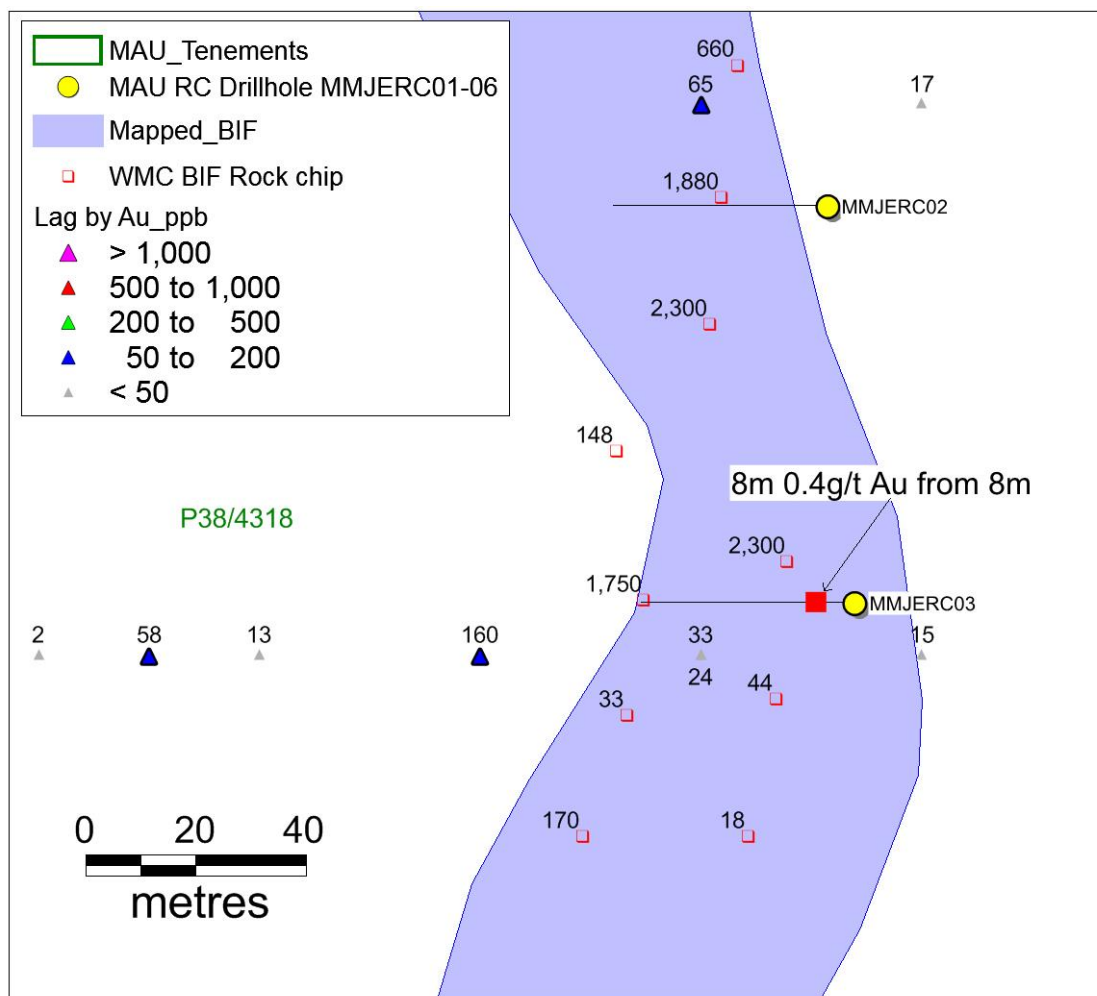 MAU_Tenements
MAU RC Drillhole MMJERC01-06
Mapped_BIF
WMC BIF Rock chip
Lag by Au_ppb
> 1,000
500 to 1,000
200 to 500
50 to 200
< 50
660
65
17
1,880
MMJERC02
2,300
148
8m 0.4g/t Au from 8m
P38/4318
2,300
1,750
MMJERC03
2
58
13
160
33
15
24
44
33
170
18
0 20 40
metres